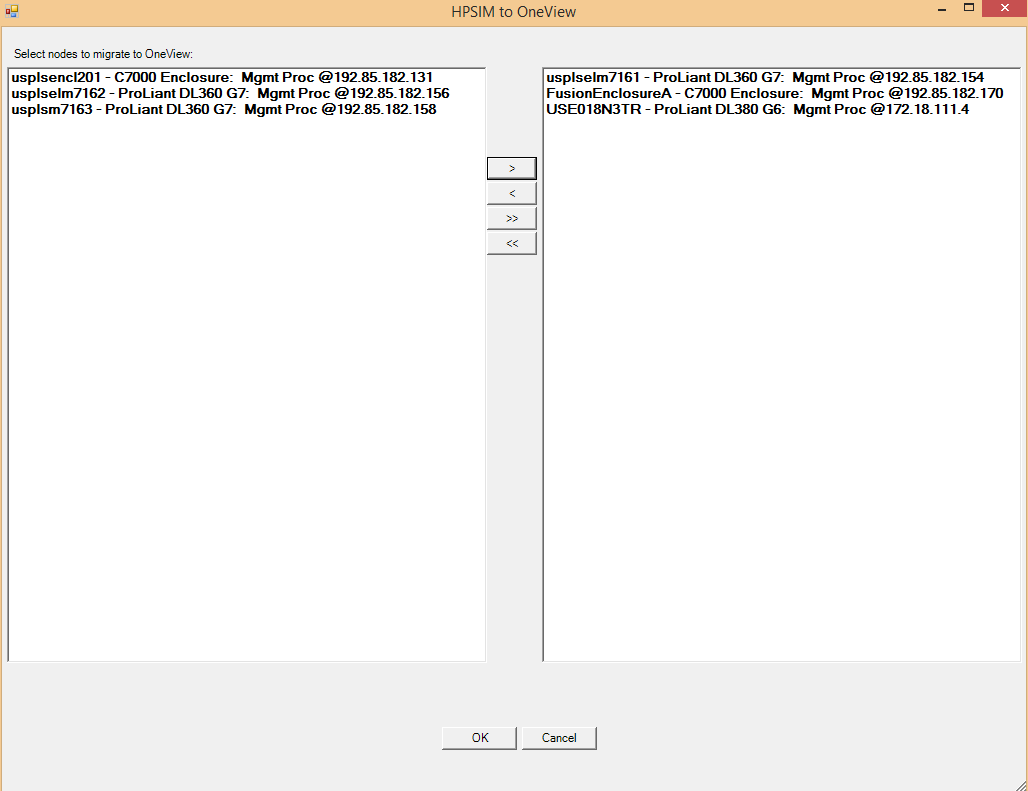 HPSIM to OneView
Select nodes to migrate to OneView:
usplsencl201 - C7000 Enclosure: Mgmt Proc @192.85.182.131
usplselm7162 - ProLiant DL360 G7: Mgmt Proc @192.85.182.156
usplsm7163 - ProLiant DL360 G7: Mgmt Proc @192.85.182.158
>
<
>>
<<
usplselm7161 - ProLiant DL360 G7: Mgmt Proc @192.85.182.154
FusionEnclosureA - C7000 Enclosure: Mgmt Proc @192.85.182.170
USE018N3TR - ProLiant DL380 G6: Mgmt Proc @172.18.111.4
OK
Cancel